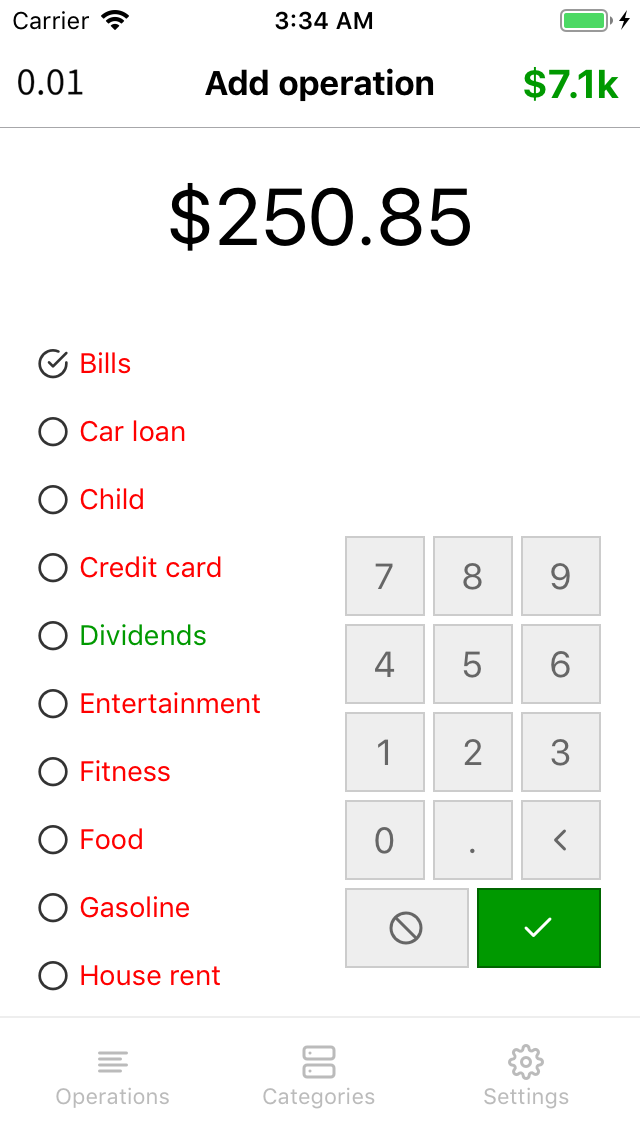 Carrier 3:34 AM
0.01 Add operation $7.1k
$250.85
Bills
Car loan
Child
Credit card
Dividends
Entertainment
Fitness
Food
Gasoline
House rent
7 8 9
4 5 6
1 2 3
0 . <
Operations Categories Settings